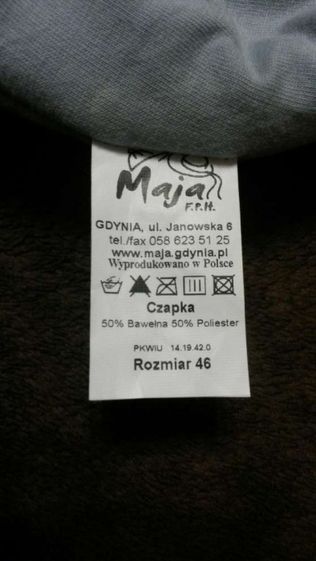 Maja
F.P.H.
GDYNIA, ul. Janowska 6
tel./fax 058 623 51 25
www.maja.gdynia.pl
Wyprodukowano w Polsce
Czapka
50% Bawełna 50% Poliester
PKWIU 14.19.42.0
Rozmiar 46